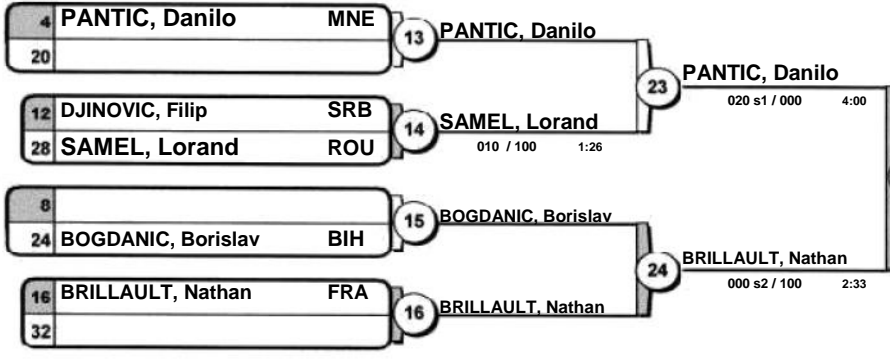 4 PANTIC, Danilo MNE
20
13 PANTIC, Danilo
12 DJINOVIC, Filip SRB
28 SAMEL, Lorand ROU
14 SAMEL, Lorand
010 / 100 1:26
23 PANTIC, Danilo
020 s1 / 000 4:00
8
24 BOGDANIC, Borislav BIH
15 BOGDANIC, Borislav
16 BRILLAULT, Nathan FRA
32
16 BRILLAULT, Nathan
24 BRILLAULT, Nathan
000 s2 / 100 2:33